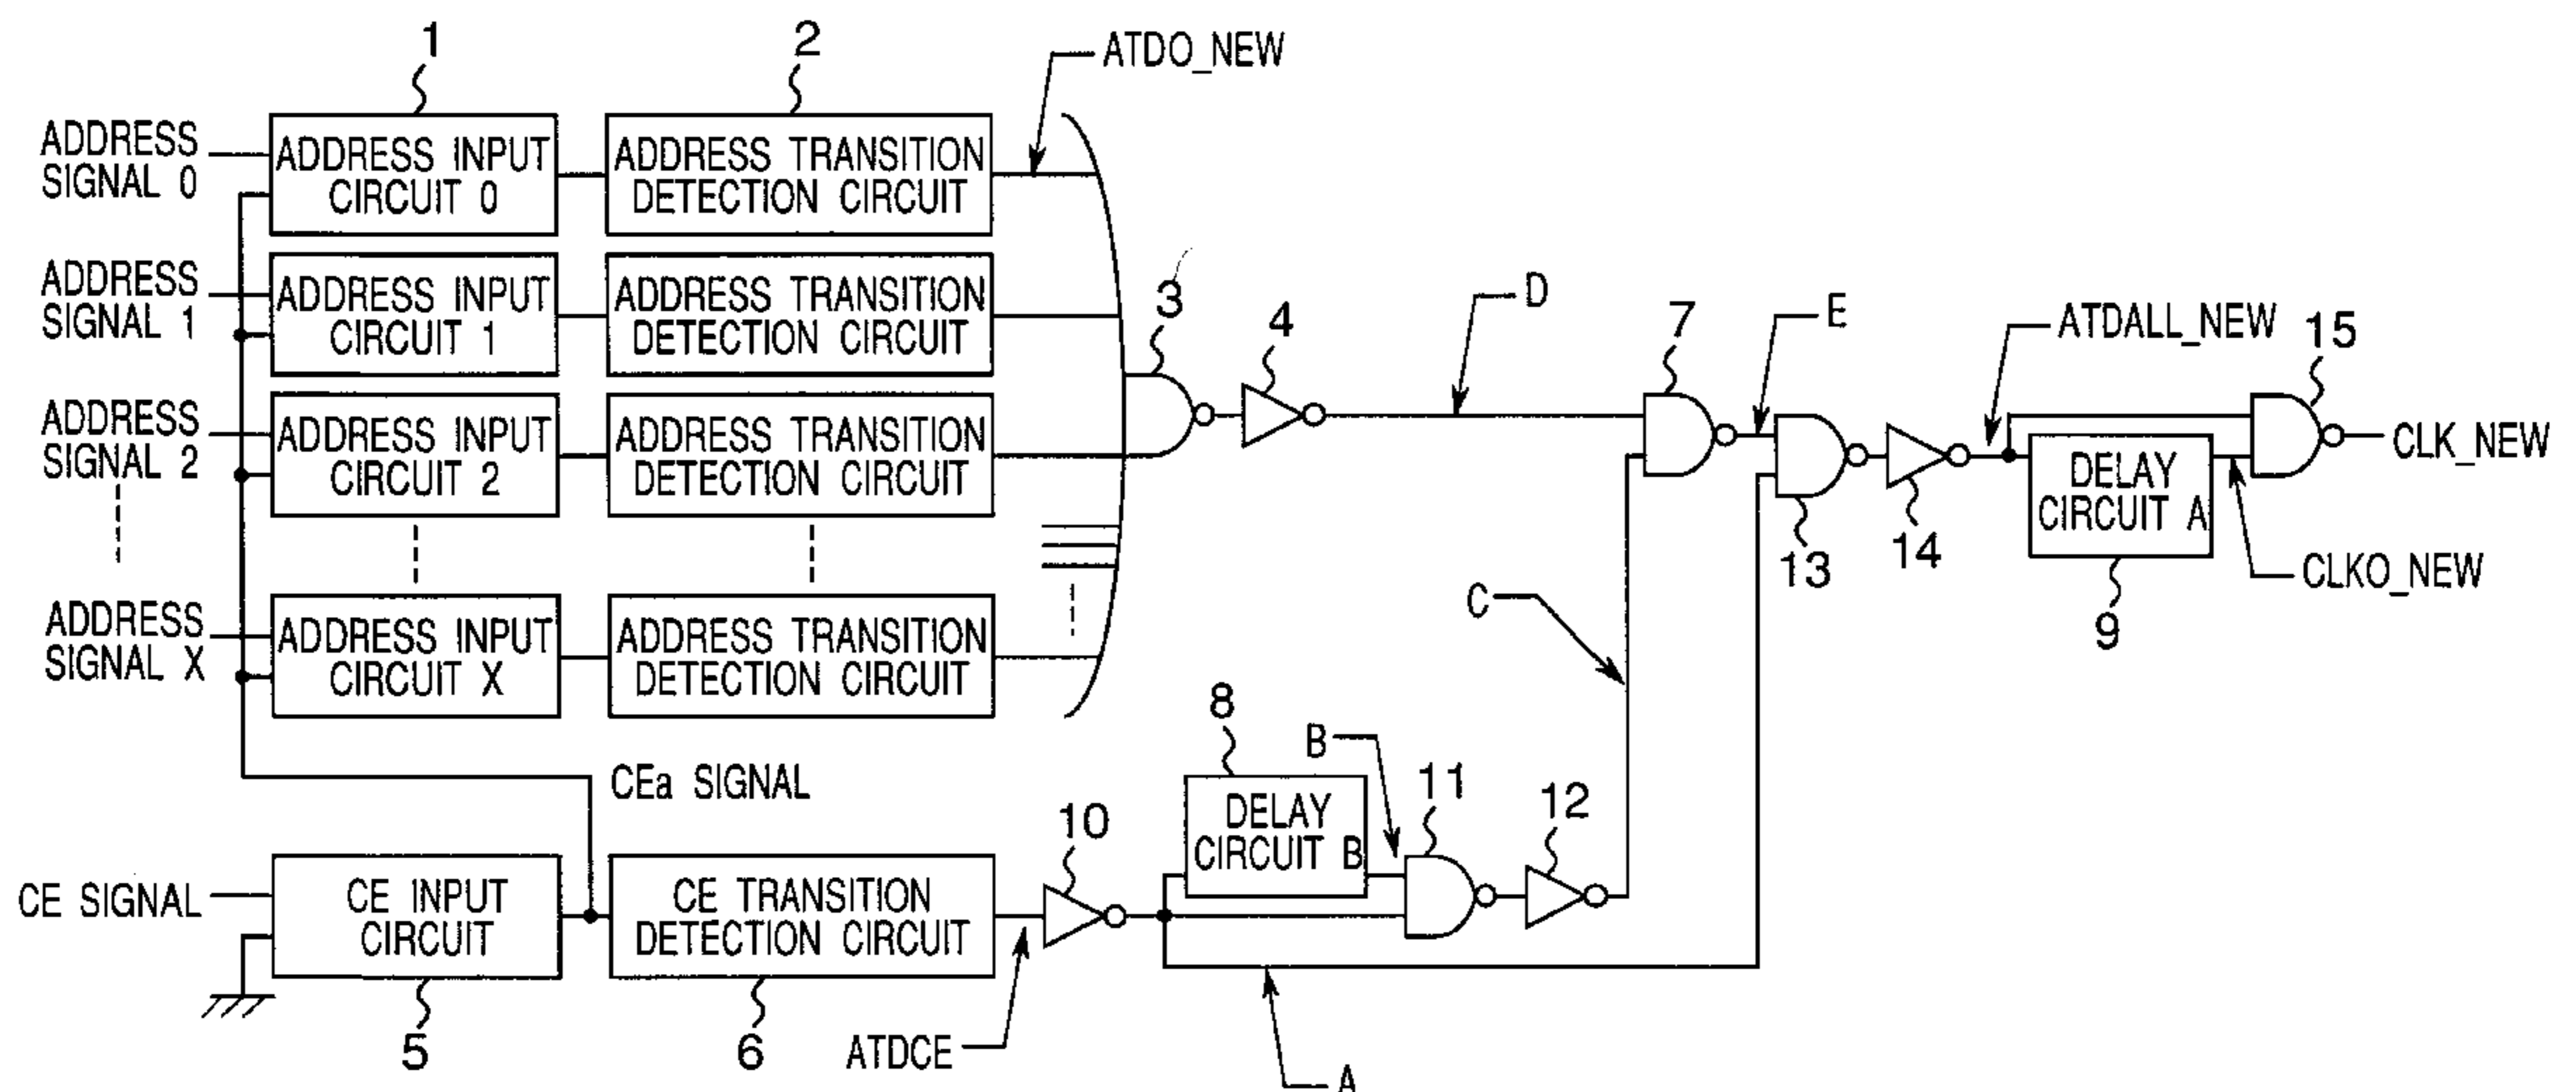 1
2
ATDO_NEW
ADDRESS
SIGNAL 0
ADDRESS INPUT
CIRCUIT 0
ADDRESS TRANSITION
DETECTION CIRCUIT
ADDRESS
SIGNAL 1
ADDRESS INPUT
CIRCUIT 1
ADDRESS TRANSITION
DETECTION CIRCUIT
3
4
D
7
E
ATDALL_NEW
15
ADDRESS
SIGNAL 2
ADDRESS INPUT
CIRCUIT 2
ADDRESS TRANSITION
DETECTION CIRCUIT
CLK_NEW
DELAY
CIRCUIT A
13
14
9
CLKO_NEW
C
ADDRESS
SIGNAL X
ADDRESS INPUT
CIRCUIT X
ADDRESS TRANSITION
DETECTION CIRCUIT
CEa SIGNAL
8
B
11
12
10
DELAY
CIRCUIT B
CE SIGNAL
CE INPUT
CIRCUIT
CE TRANSITION
DETECTION CIRCUIT
5
6
ATDCE
A